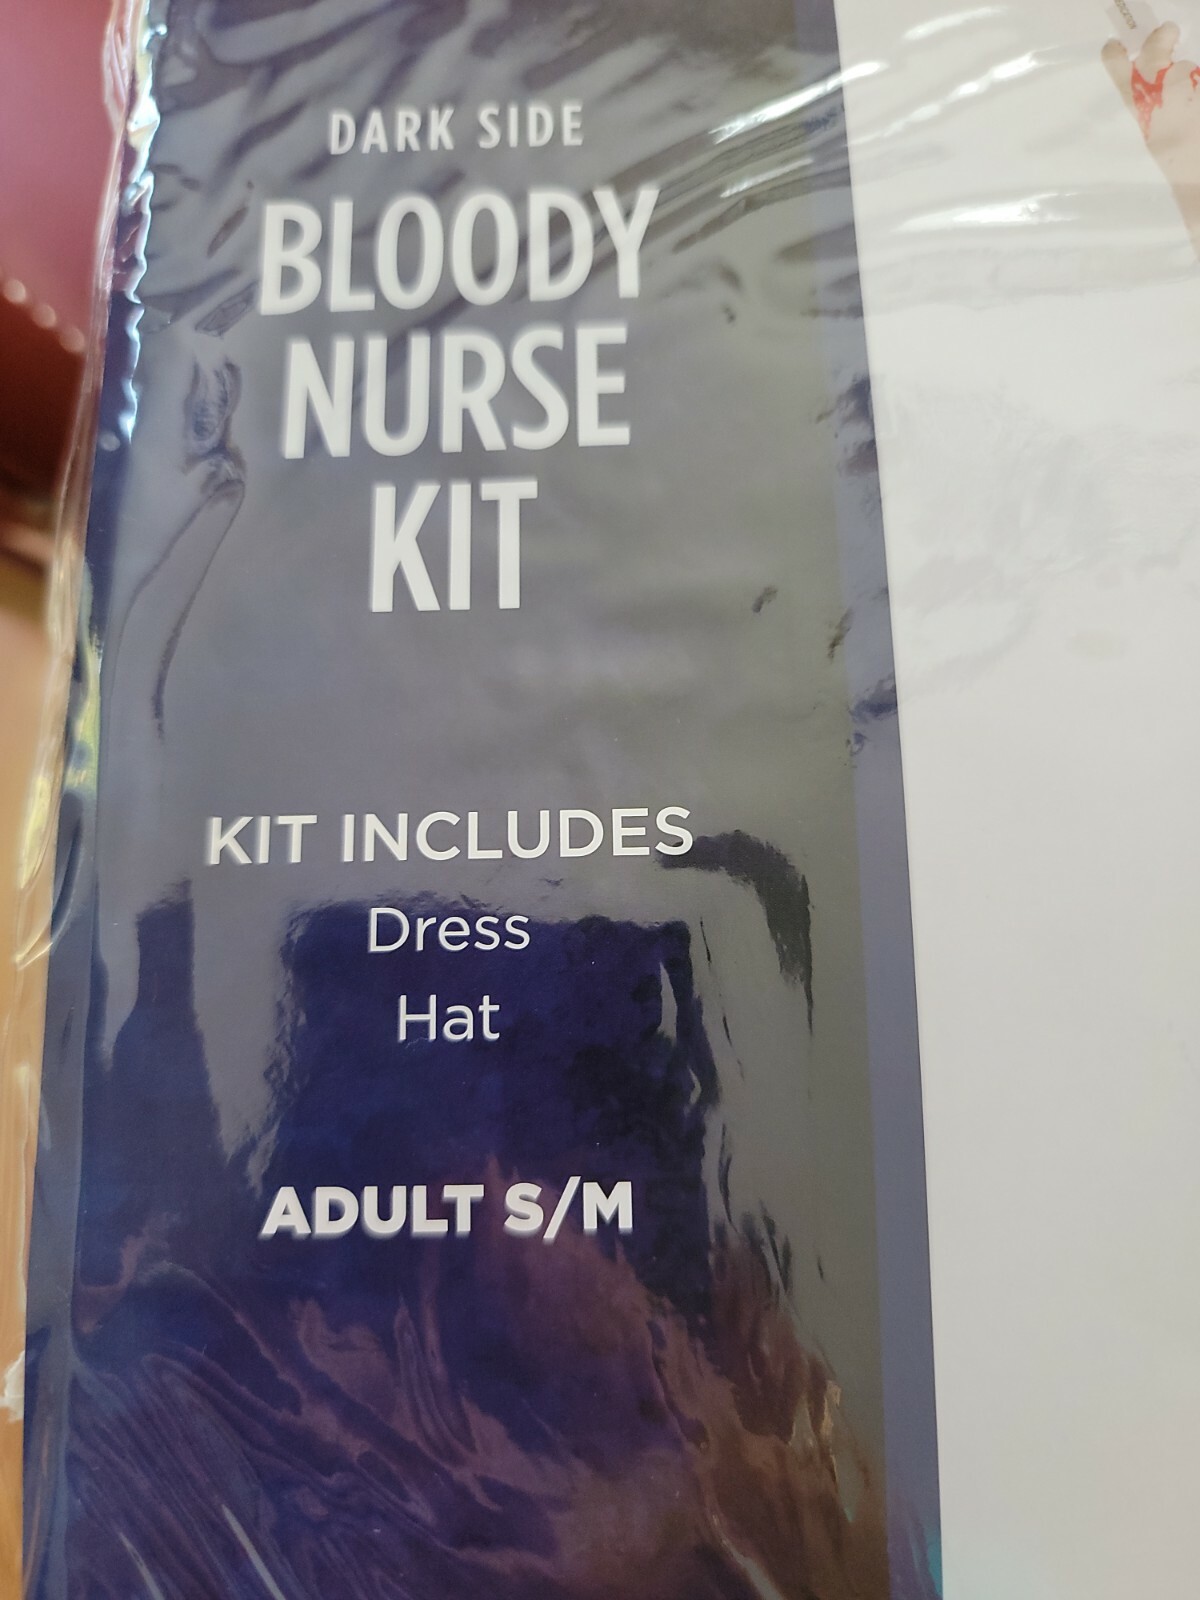 DARK SIDE
BLOODY
NURSE
KIT
KIT INCLUDES
Dress
Hat
ADULT S/M